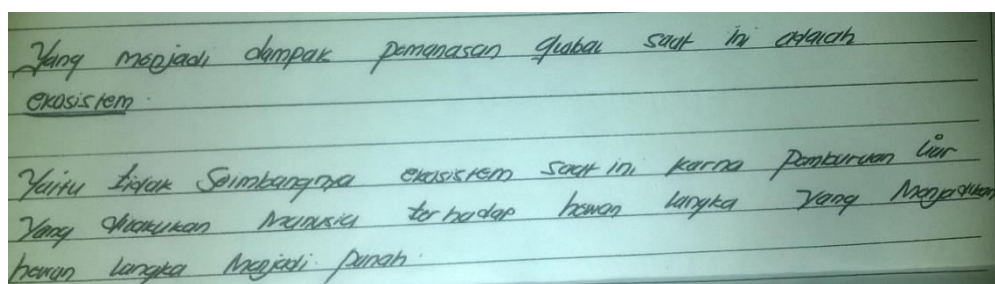 Yang menjadi dampak pemanasan global saat ini adalah
ekosistem.
Yaitu tidak Seimbangnya ekosistem saat ini karna Pemburuan liar
Yang dilakukan Manusia terhadap hewan langka Yang Menjadikan
hewan langka Menjadi Punah.